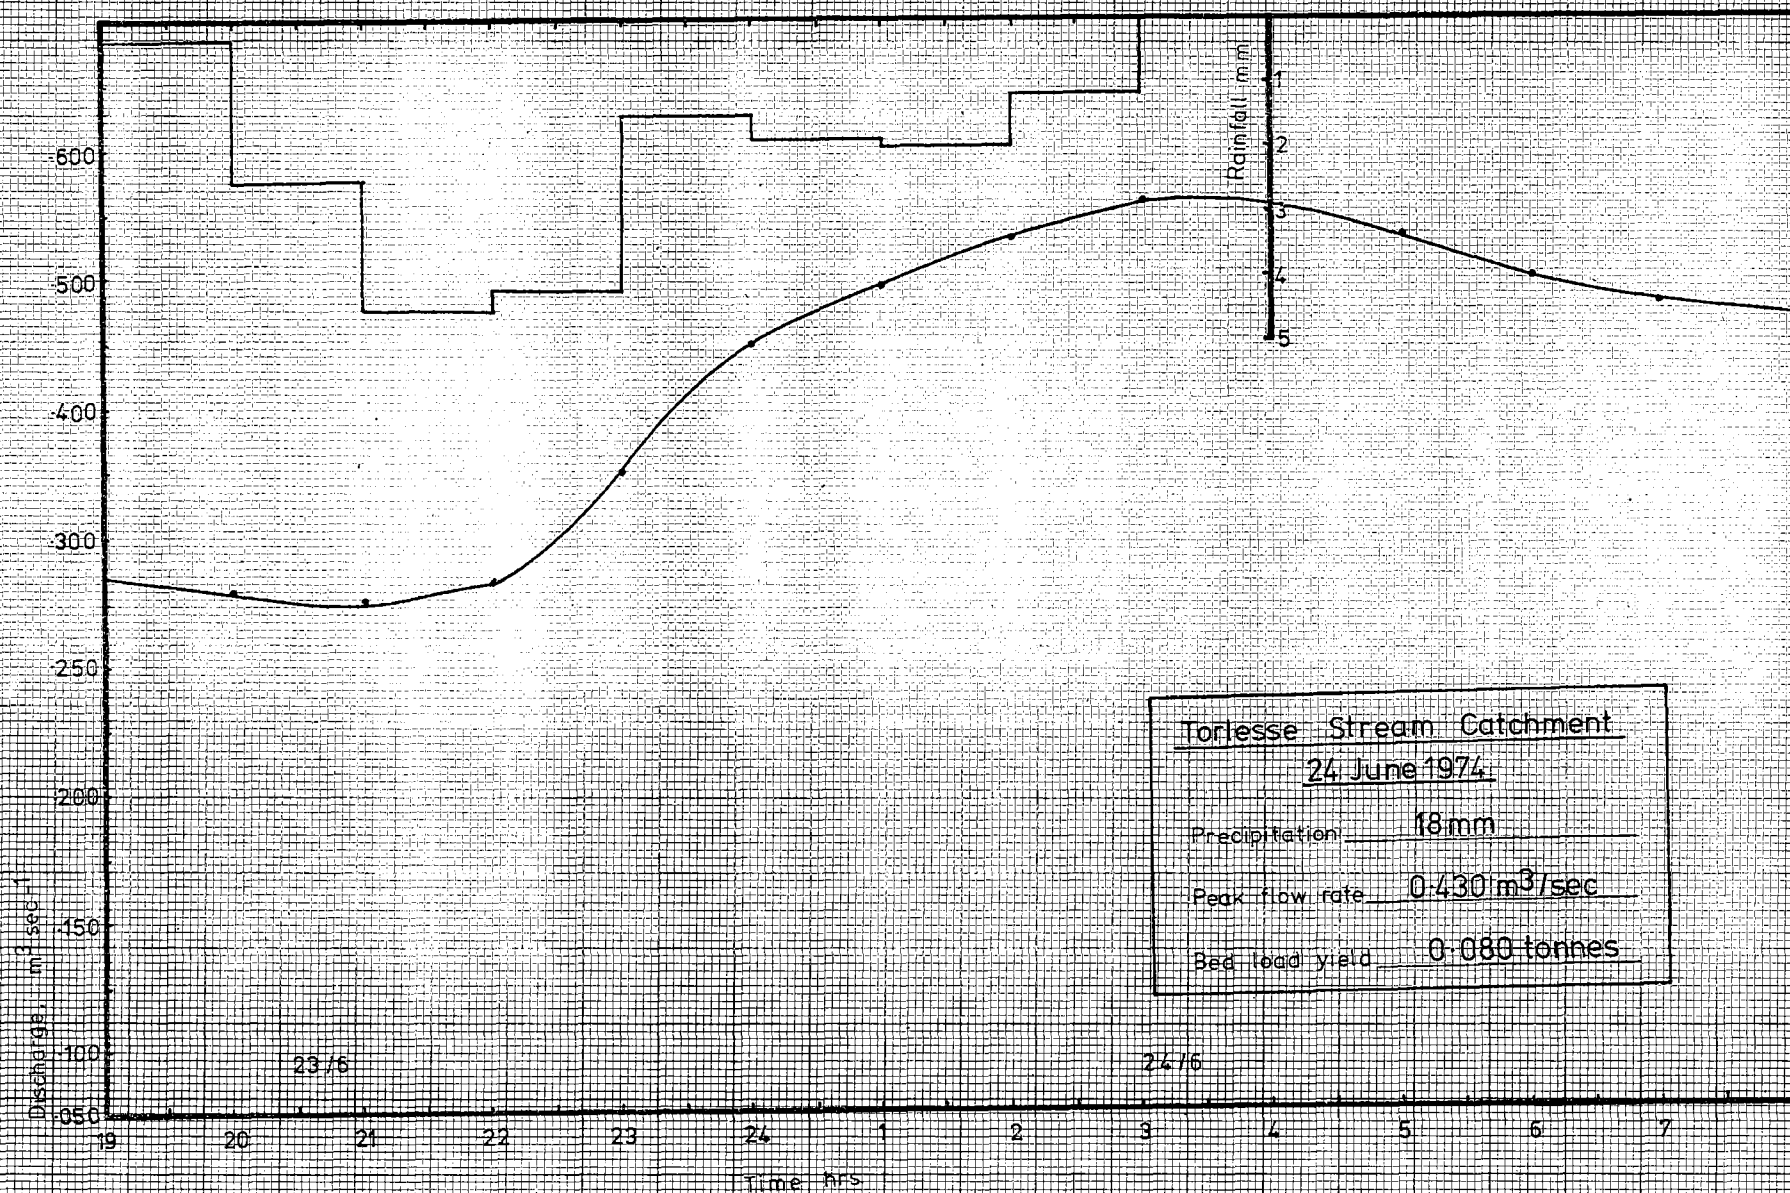 Rainfall mm
1
2
3
4
5
·600
·500
·400
·300
·250
·200
·150
·100
·050
Discharge, m³ sec⁻¹
Torlesse Stream Catchment
24 June 1974
Precipitation 18mm
Peak flow rate 0·430 m3/sec
Bed load yield 0·080 tonnes
23/6 24/6
19 20 21 22 23 24 1 2 3 4 5 6 7
Time hrs